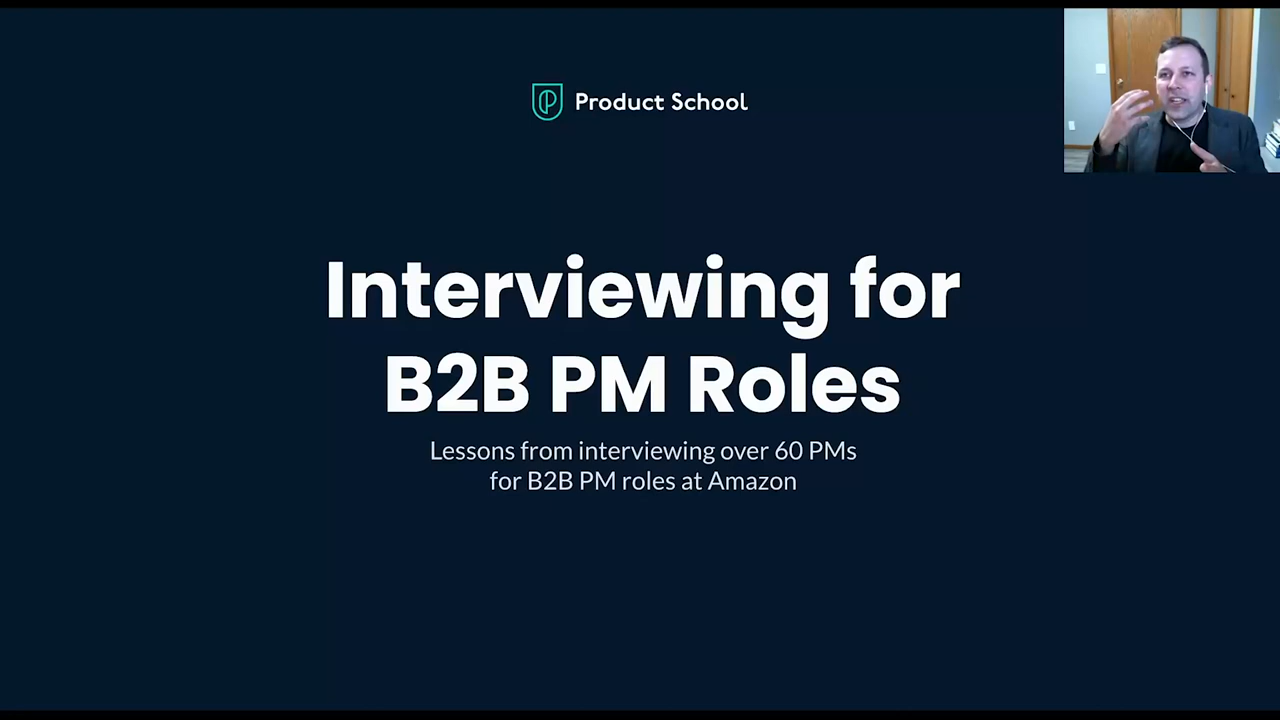 Product School
Interviewing for
B2B PM Roles
Lessons from interviewing over 60 PMs
for B2B PM roles at Amazon